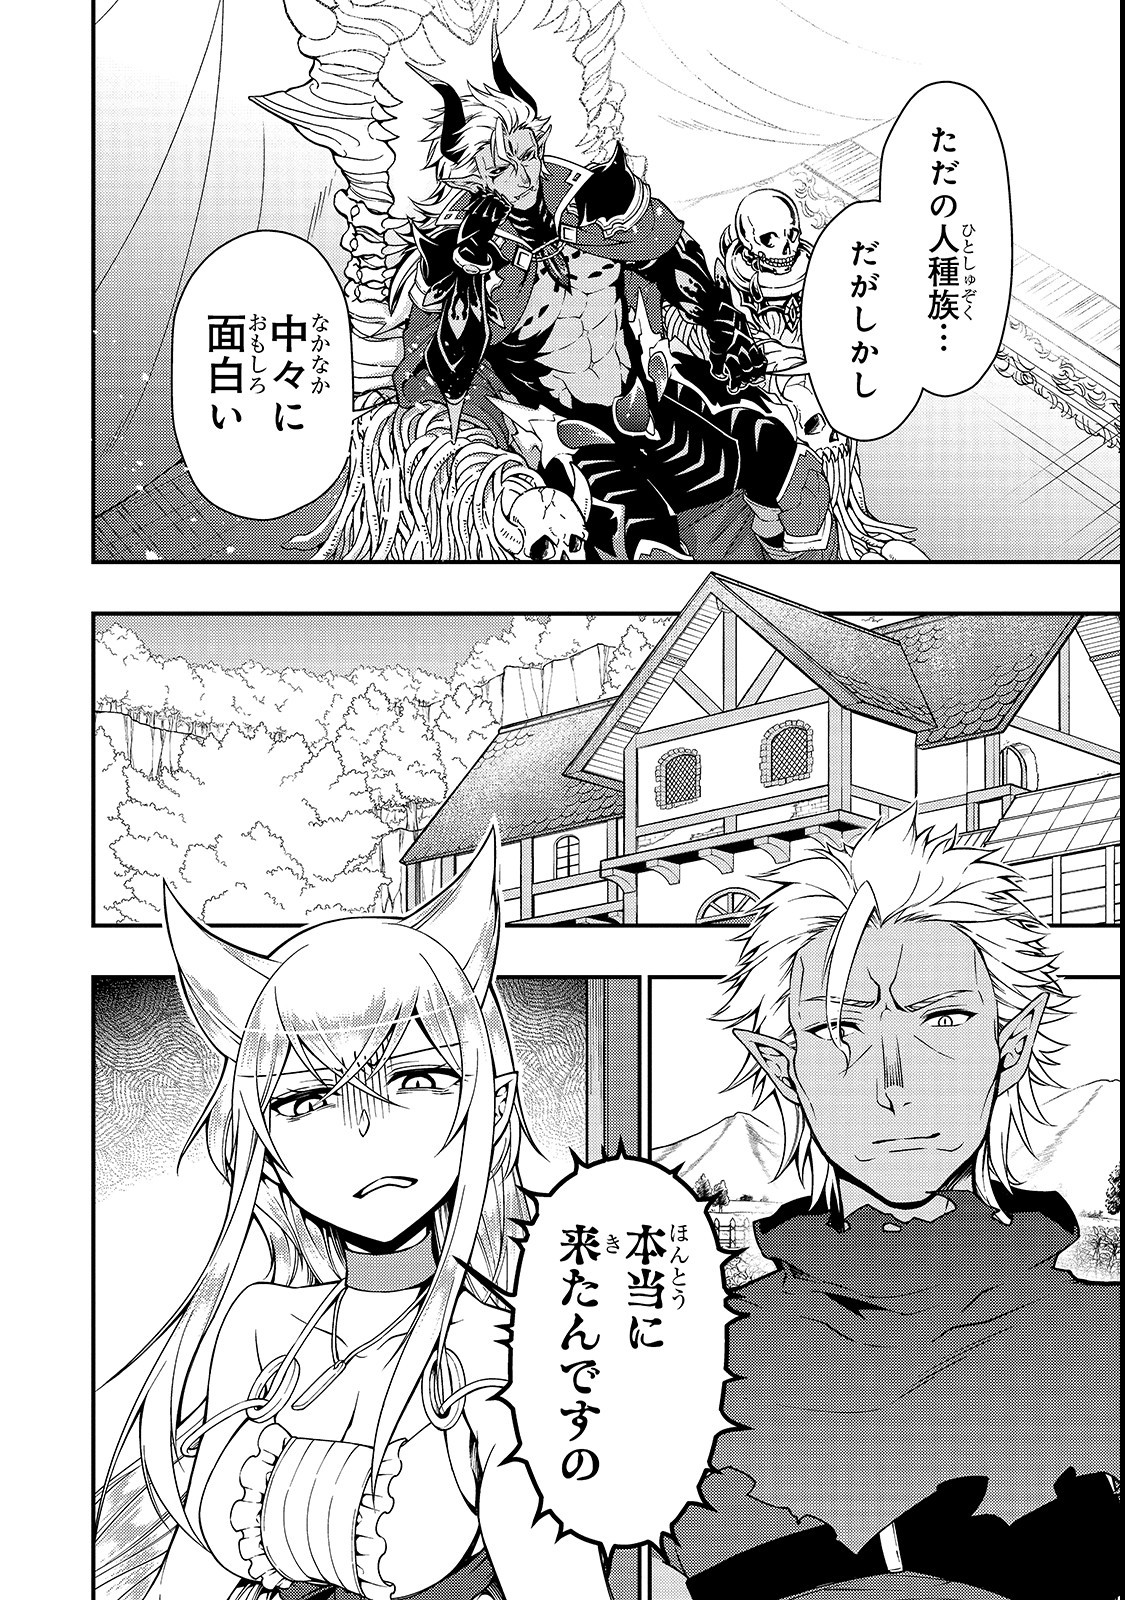 ただの人種族…
だがしかし
中々に
面白い
本当に
来たんですの